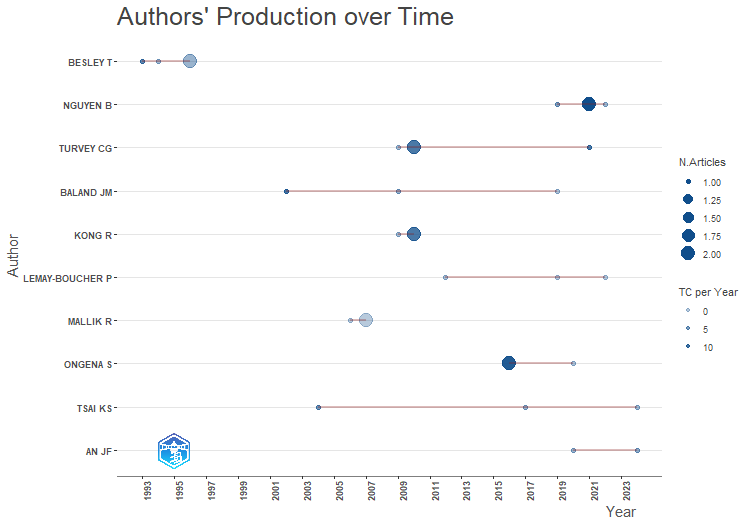 Authors' Production over Time
Author
BESLEY T
NGUYEN B
TURVEY CG
BALAND JM
KONG R
LEMAY-BOUCHER P
MALLIK R
ONGENA S
TSAI KS
AN JF
1993
1995
1997
1999
2001
2003
2005
2007
2009
2011
2013
2015
2017
2019
2021
2023
Year
N.Articles
1.00
1.25
1.50
1.75
2.00
TC per Year
0
5
10